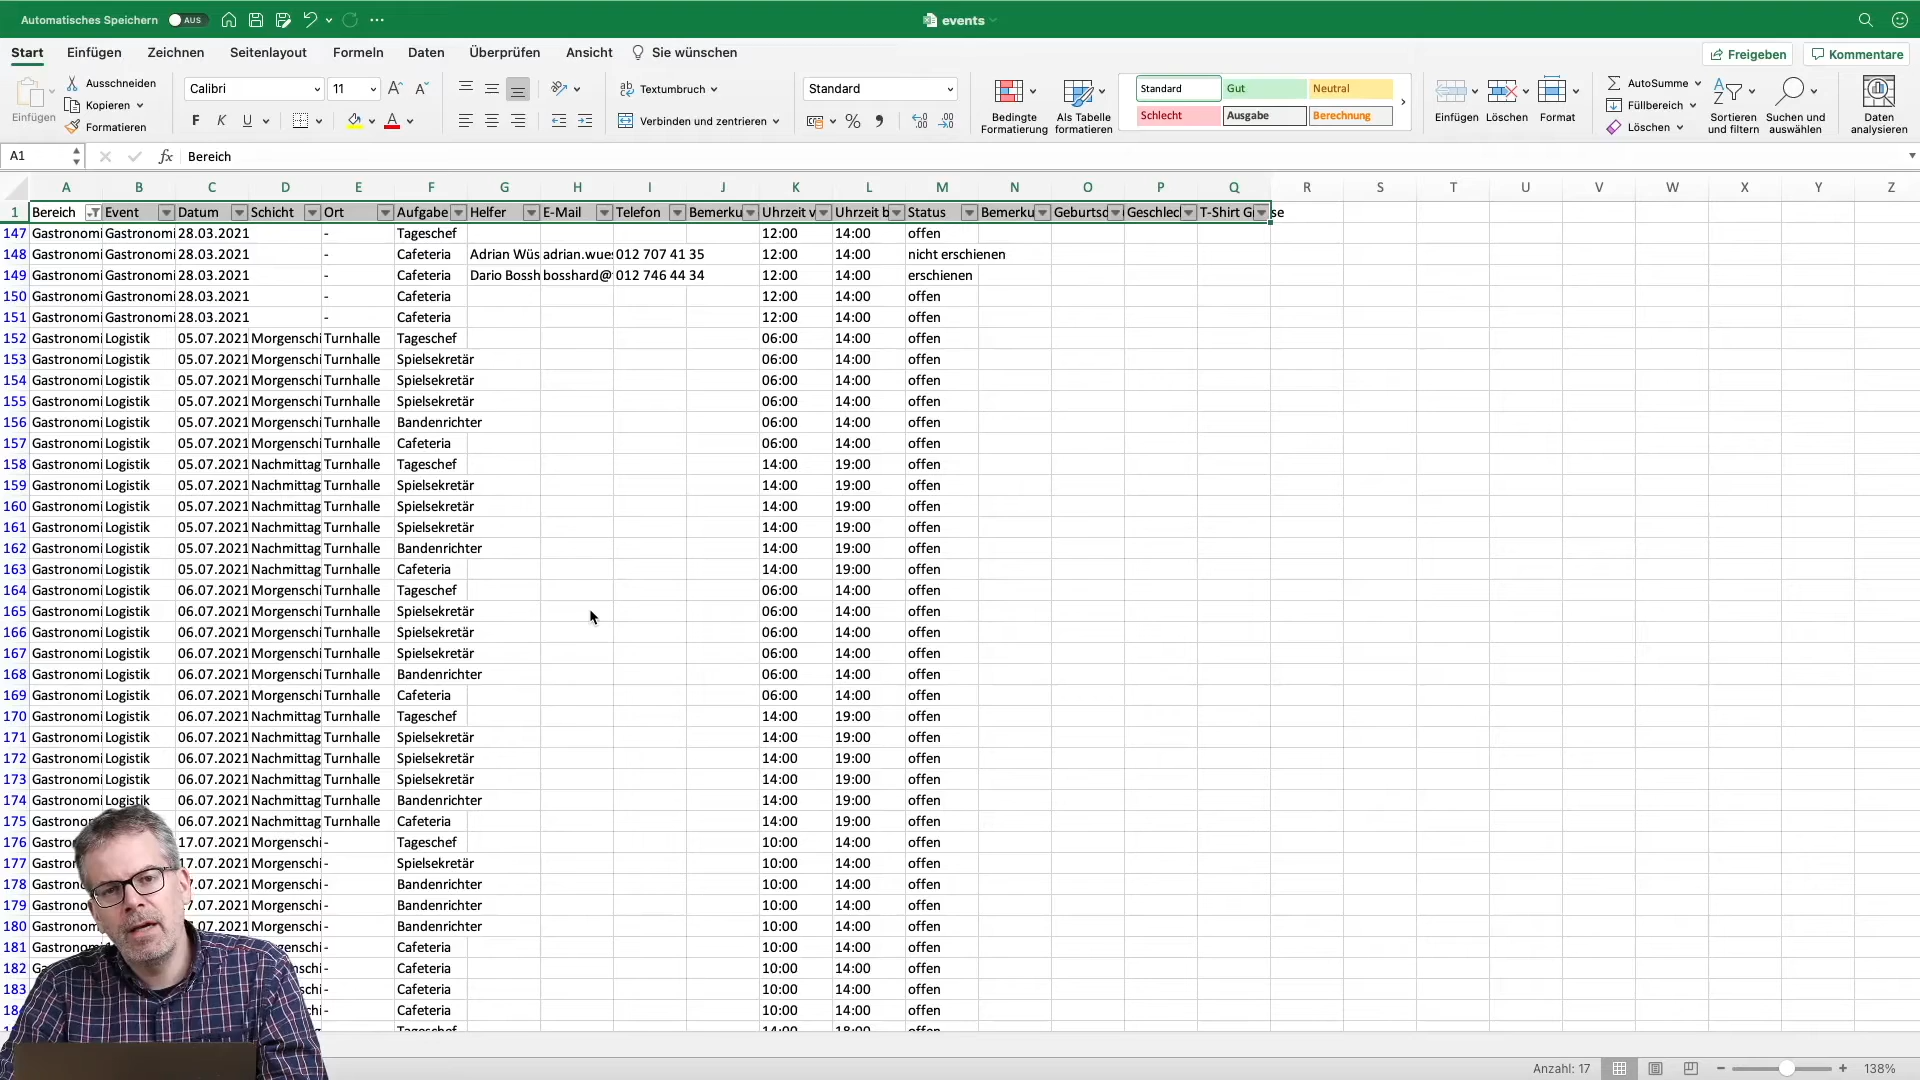 Automatisches Speichern AUS events
Start Einfügen Zeichnen Seitenlayout Formeln Daten Überprüfen Ansicht Sie wünschen Freigeben Kommentare
Einfügen Ausschneiden Kopieren Formatieren
Calibri 11 F K U
Textumbruch Verbinden und zentrieren
Standard
Bedingte Formatierung Als Tabelle formatieren
Standard Gut Neutral
Schlecht Ausgabe Berechnung
Einfügen Löschen Format
AutoSumme Füllbereich Löschen
Sortieren und filtern Suchen und auswählen Daten analysieren
A1 fx Bereich
A B C D E F G H I J K L M N O P Q R S T U V W X Y Z
1 Bereich Event Datum Schicht Ort Aufgabe Helfer E-Mail Telefon Bemerku Uhrzeit v Uhrzeit b Status Bemerku Geburtsd Geschlec T-Shirt G se
147 Gastronomi Gastronomi 28.03.2021 - Tageschef 12:00 14:00 offen
148 Gastronomi Gastronomi 28.03.2021 - Cafeteria Adrian Wüs adrian.wues 012 707 41 35 12:00 14:00 nicht erschienen
149 Gastronomi Gastronomi 28.03.2021 - Cafeteria Dario Bossh bosshard@ 012 746 44 34 12:00 14:00 erschienen
150 Gastronomi Gastronomi 28.03.2021 - Cafeteria 12:00 14:00 offen
151 Gastronomi Gastronomi 28.03.2021 - Cafeteria 12:00 14:00 offen
152 Gastronomi Logistik 05.07.2021 Morgenschi Turnhalle Tageschef 06:00 14:00 offen
153 Gastronomi Logistik 05.07.2021 Morgenschi Turnhalle Spielsekretär 06:00 14:00 offen
154 Gastronomi Logistik 05.07.2021 Morgenschi Turnhalle Spielsekretär 06:00 14:00 offen
155 Gastronomi Logistik 05.07.2021 Morgenschi Turnhalle Spielsekretär 06:00 14:00 offen
156 Gastronomi Logistik 05.07.2021 Morgenschi Turnhalle Bandenrichter 06:00 14:00 offen
157 Gastronomi Logistik 05.07.2021 Morgenschi Turnhalle Cafeteria 06:00 14:00 offen
158 Gastronomi Logistik 05.07.2021 Nachmittag Turnhalle Tageschef 14:00 19:00 offen
159 Gastronomi Logistik 05.07.2021 Nachmittag Turnhalle Spielsekretär 14:00 19:00 offen
160 Gastronomi Logistik 05.07.2021 Nachmittag Turnhalle Spielsekretär 14:00 19:00 offen
161 Gastronomi Logistik 05.07.2021 Nachmittag Turnhalle Spielsekretär 14:00 19:00 offen
162 Gastronomi Logistik 05.07.2021 Nachmittag Turnhalle Bandenrichter 14:00 19:00 offen
163 Gastronomi Logistik 05.07.2021 Nachmittag Turnhalle Cafeteria 14:00 19:00 offen
164 Gastronomi Logistik 06.07.2021 Morgenschi Turnhalle Tageschef 06:00 14:00 offen
165 Gastronomi Logistik 06.07.2021 Morgenschi Turnhalle Spielsekretär 06:00 14:00 offen
166 Gastronomi Logistik 06.07.2021 Morgenschi Turnhalle Spielsekretär 06:00 14:00 offen
167 Gastronomi Logistik 06.07.2021 Morgenschi Turnhalle Spielsekretär 06:00 14:00 offen
168 Gastronomi Logistik 06.07.2021 Morgenschi Turnhalle Bandenrichter 06:00 14:00 offen
169 Gastronomi Logistik 06.07.2021 Morgenschi Turnhalle Cafeteria 06:00 14:00 offen
170 Gastronomi Logistik 06.07.2021 Nachmittag Turnhalle Tageschef 14:00 19:00 offen
171 Gastronomi Logistik 06.07.2021 Nachmittag Turnhalle Spielsekretär 14:00 19:00 offen
172 Gastronomi Logistik 06.07.2021 Nachmittag Turnhalle Spielsekretär 14:00 19:00 offen
173 Gastronomi Logistik 06.07.2021 Nachmittag Turnhalle Spielsekretär 14:00 19:00 offen
174 Gastronomi Logistik 06.07.2021 Nachmittag Turnhalle Bandenrichter 14:00 19:00 offen
175 Gastronom 06.07.2021 Nachmittag Turnhalle Cafeteria 14:00 19:00 offen
176 Gastro 17.07.2021 Morgenschi - Tageschef 10:00 14:00 offen
177 Gastro 17.07.2021 Morgenschi - Spielsekretär 10:00 14:00 offen
178 Gastro 7.07.2021 Morgenschi - Bandenrichter 10:00 14:00 offen
179 Gastrono 7.07.2021 Morgenschi - Bandenrichter 10:00 14:00 offen
180 Gastrono 07.2021 Morgenschi - Bandenrichter 10:00 14:00 offen
181 Gastronom genschi - Cafeteria 10:00 14:00 offen
182 Ga nschi - Cafeteria 10:00 14:00 offen
183 schi - Cafeteria 10:00 14:00 offen
18 chi - Cafeteria 10:00 14:00 offen
Tageschef 14:00 18:00 offen
Anzahl: 17 138%